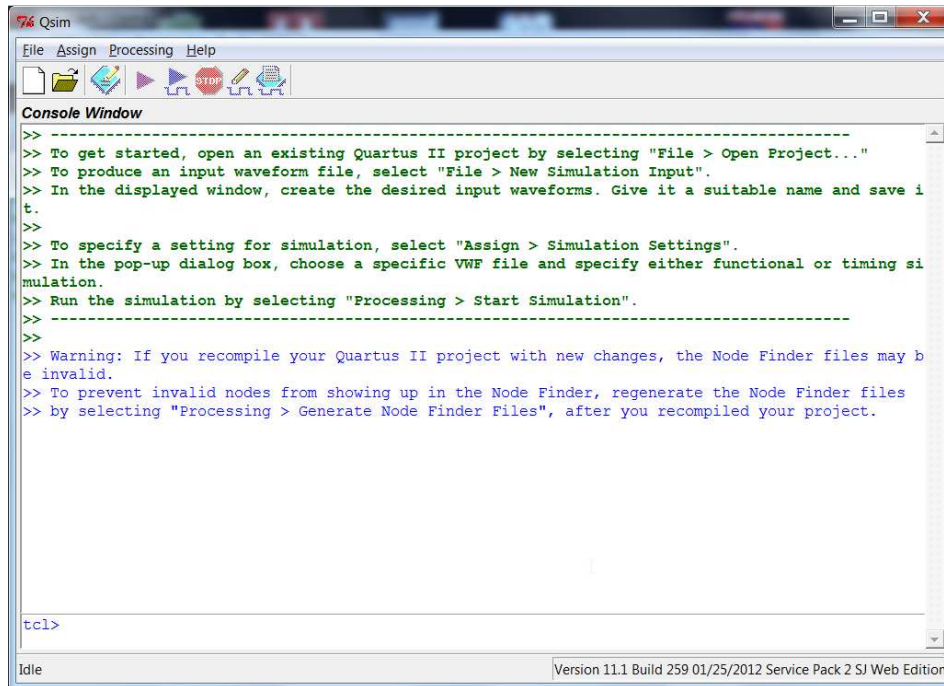 Qsim
File Assign Processing Help
STOP
Console Window
>> ---------------------------------------------------------------------------------------
>> To get started, open an existing Quartus II project by selecting "File > Open Project..."
>> To produce an input waveform file, select "File > New Simulation Input".
>> In the displayed window, create the desired input waveforms. Give it a suitable name and save i
t.
>>
>> To specify a setting for simulation, select "Assign > Simulation Settings".
>> In the pop-up dialog box, choose a specific VWF file and specify either functional or timing si
mulation.
>> Run the simulation by selecting "Processing > Start Simulation".
>> ---------------------------------------------------------------------------------------
>>
>> Warning: If you recompile your Quartus II project with new changes, the Node Finder files may b
e invalid.
>> To prevent invalid nodes from showing up in the Node Finder, regenerate the Node Finder files
>> by selecting "Processing > Generate Node Finder Files", after you recompiled your project.
tcl>
Idle
Version 11.1 Build 259 01/25/2012 Service Pack 2 SJ Web Edition